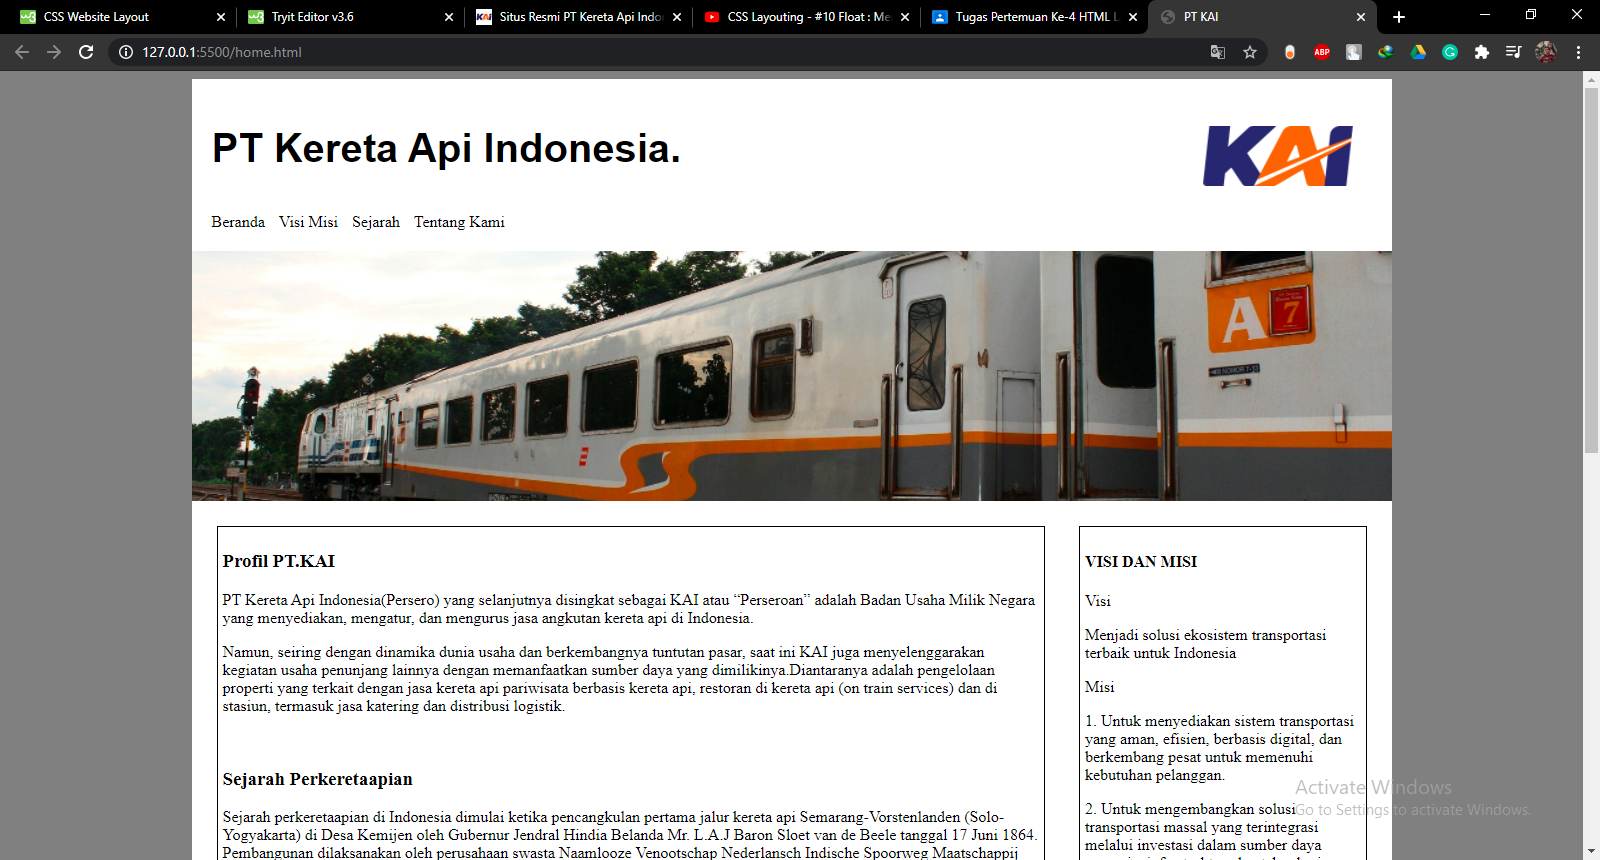 CSS Website Layout
Tryit Editor v3.6
Situs Resmi PT Kereta Api Indo
CSS Layouting - #10 Float : Me
Tugas Pertemuan Ke-4 HTML L
PT KAI
127.0.0.1:5500/home.html
ABP
PT Kereta Api Indonesia.
KAI
Beranda Visi Misi Sejarah Tentang Kami
A 7
Profil PT.KAI
PT Kereta Api Indonesia(Persero) yang selanjutnya disingkat sebagai KAI atau “Perseroan” adalah Badan Usaha Milik Negara
yang menyediakan, mengatur, dan mengurus jasa angkutan kereta api di Indonesia.
Namun, seiring dengan dinamika dunia usaha dan berkembangnya tuntutan pasar, saat ini KAI juga menyelenggarakan
kegiatan usaha penunjang lainnya dengan memanfaatkan sumber daya yang dimilikinya.Diantaranya adalah pengelolaan
properti yang terkait dengan jasa kereta api pariwisata berbasis kereta api, restoran di kereta api (on train services) dan di
stasiun, termasuk jasa katering dan distribusi logistik.
Sejarah Perkeretaapian
Sejarah perkeretaapian di Indonesia dimulai ketika pencangkulan pertama jalur kereta api Semarang-Vorstenlanden (Solo-
Yogyakarta) di Desa Kemijen oleh Gubernur Jendral Hindia Belanda Mr. L.A.J Baron Sloet van de Beele tanggal 17 Juni 1864.
Pembangunan dilaksanakan oleh perusahaan swasta Naamlooze Venootschap Nederlansch Indische Spoorweg Maatschappij
VISI DAN MISI
Visi
Menjadi solusi ekosistem transportasi
terbaik untuk Indonesia
Misi
1. Untuk menyediakan sistem transportasi
yang aman, efisien, berbasis digital, dan
berkembang pesat untuk memenuhi
kebutuhan pelanggan.
2. Untuk mengembangkan solusi
transportasi massal yang terintegrasi
melalui investasi dalam sumber daya
Activate Windows
Go to Settings to activate Windows.